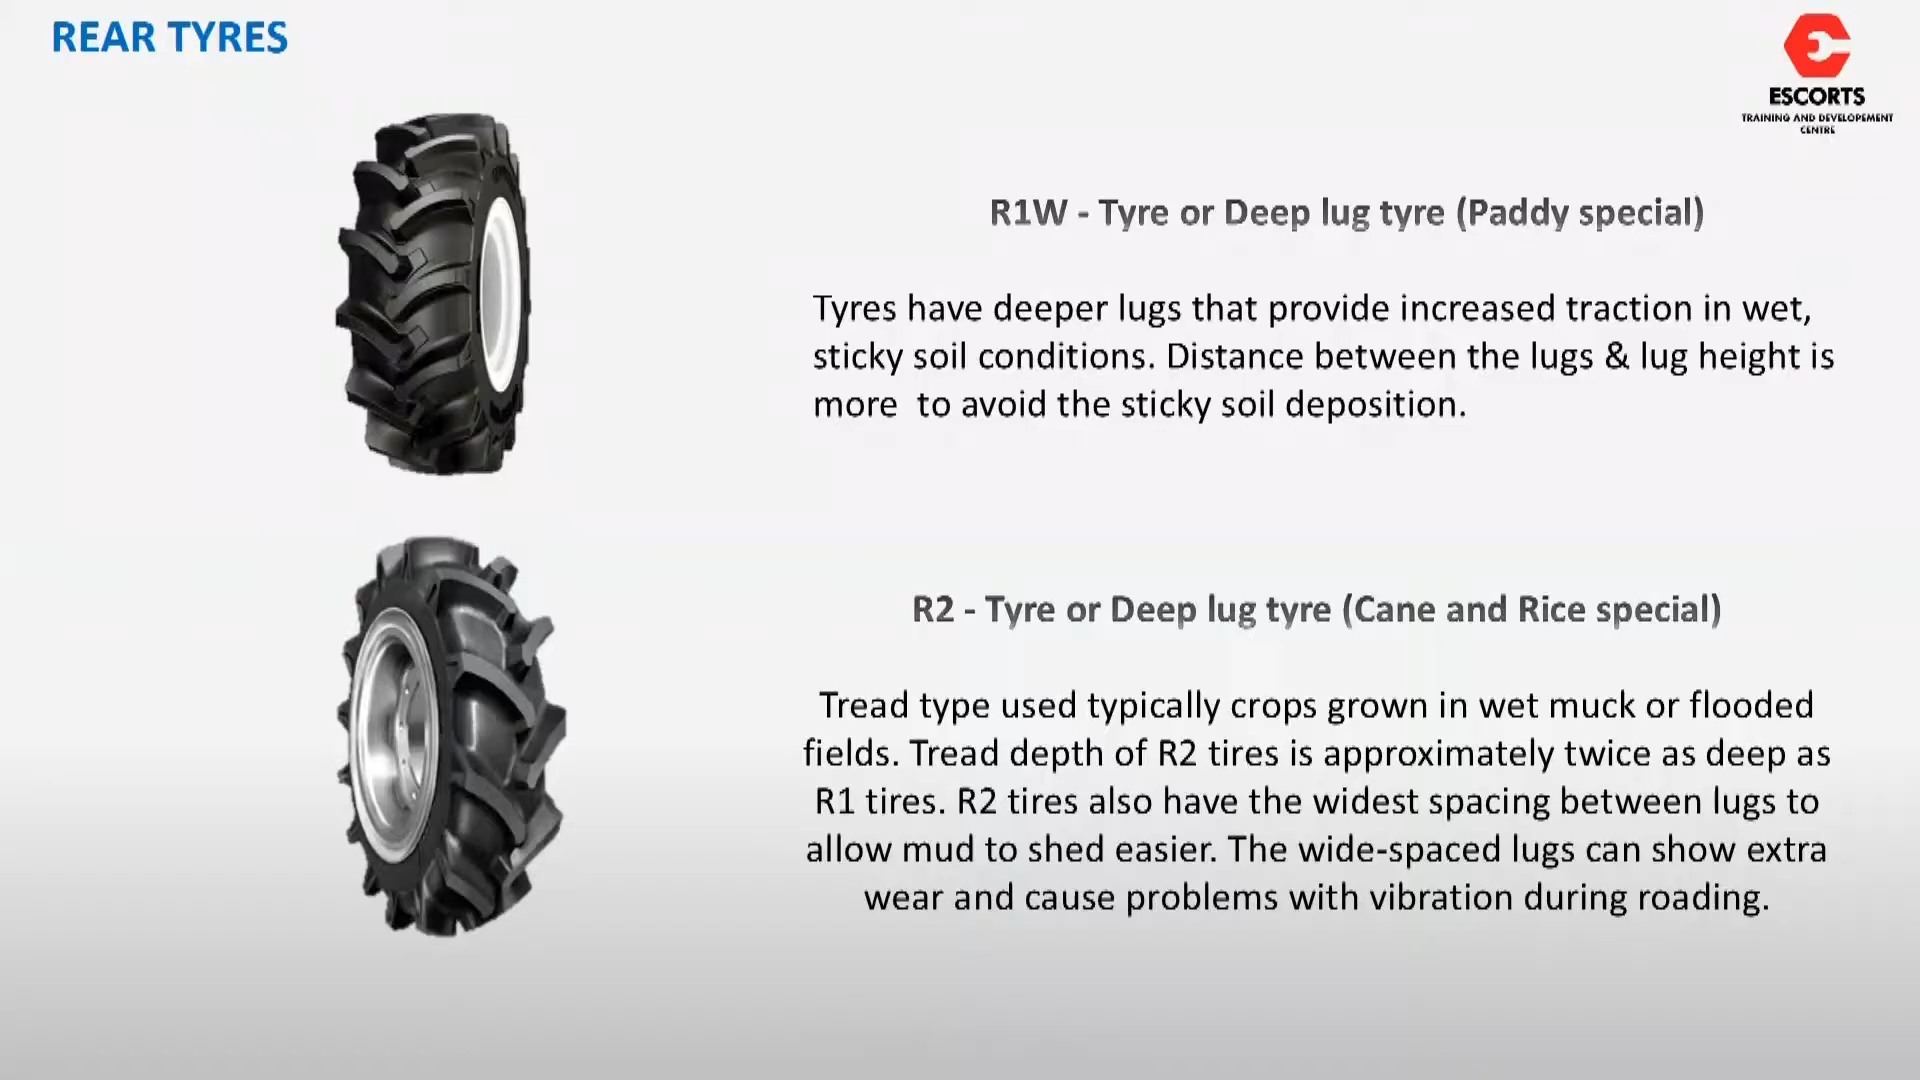 REAR TYRES
ESCORTS
TRAINING AND DEVELOPEMENT
CENTRE
R1W - Tyre or Deep lug tyre (Paddy special)
Tyres have deeper lugs that provide increased traction in wet,
sticky soil conditions. Distance between the lugs & lug height is
more  to avoid the sticky soil deposition.
R2 - Tyre or Deep lug tyre (Cane and Rice special)
Tread type used typically crops grown in wet muck or flooded
fields. Tread depth of R2 tires is approximately twice as deep as
R1 tires. R2 tires also have the widest spacing between lugs to
allow mud to shed easier. The wide-spaced lugs can show extra
wear and cause problems with vibration during roading.